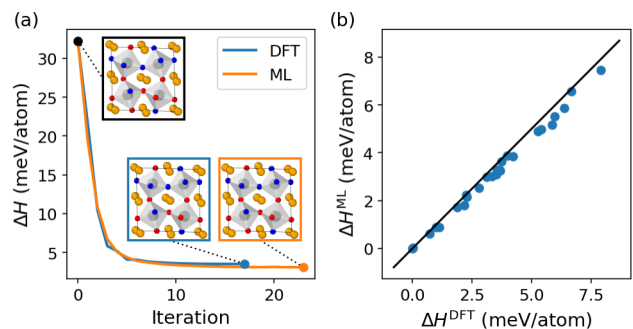 (a)
ΔH (meV/atom)
30
25
20
15
10
5
DFT
ML
0
10
20
Iteration
(b)
ΔH^ML (meV/atom)
8
6
4
2
0
0.0
2.5
5.0
7.5
ΔH^DFT (meV/atom)